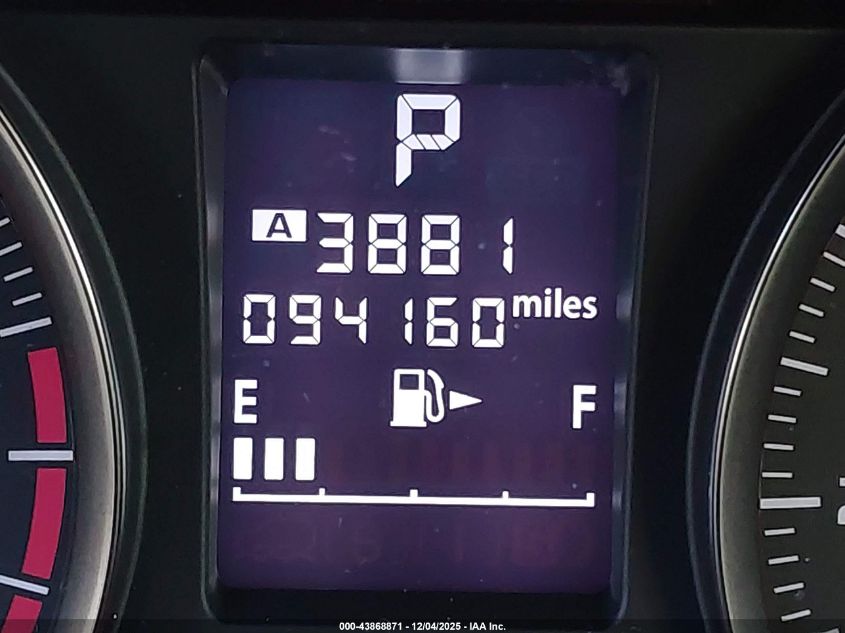 P
A 3881
094160 miles
E F
000-43868871 - 12/04/2025 - IAA Inc.